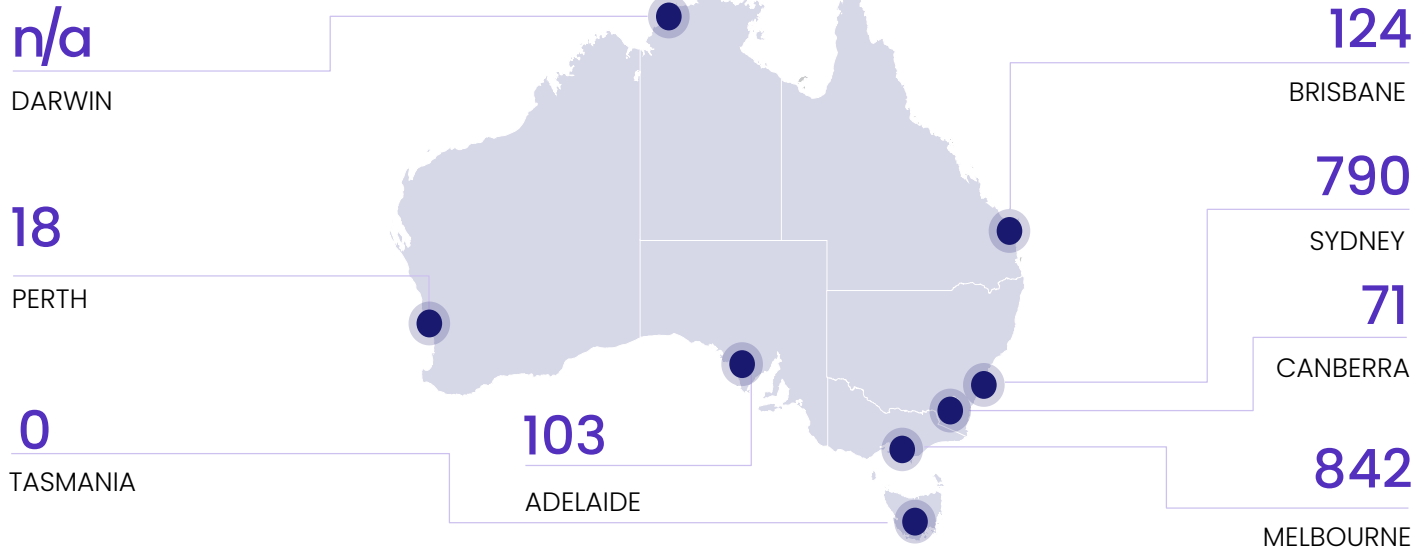 n/a
DARWIN
18
PERTH
0
TASMANIA
103
ADELAIDE
124
BRISBANE
790
SYDNEY
71
CANBERRA
842
MELBOURNE